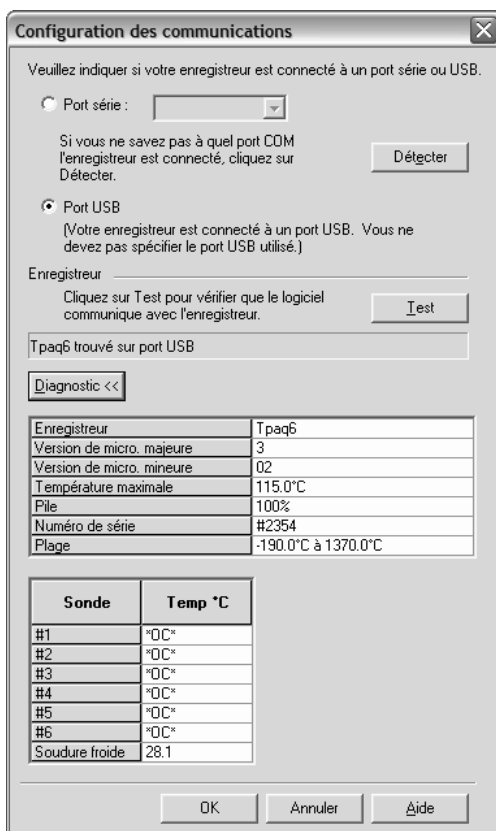 Configuration des communications
Veuillez indiquer si votre enregistreur est connecté à un port série ou USB.
Port série :
Si vous ne savez pas à quel port COM
l'enregistreur est connecté, cliquez sur
Détecter.
Détecter
Port USB
(Votre enregistreur est connecté à un port USB. Vous ne
devez pas spécifier le port USB utilisé.)
Enregistreur
Cliquez sur Test pour vérifier que le logiciel
communique avec l'enregistreur.
Test
Tpaq6 trouvé sur port USB
Diagnostic <<
Enregistreur Tpaq6
Version de micro. majeure 3
Version de micro. mineure 02
Température maximale 115.0°C
Pile 100%
Numéro de série #2354
Plage -190.0°C à 1370.0°C
Sonde Temp °C
#1 *OC*
#2 *OC*
#3 *OC*
#4 *OC*
#5 *OC*
#6 *OC*
Soudure froide 28.1
OK Annuler Aide